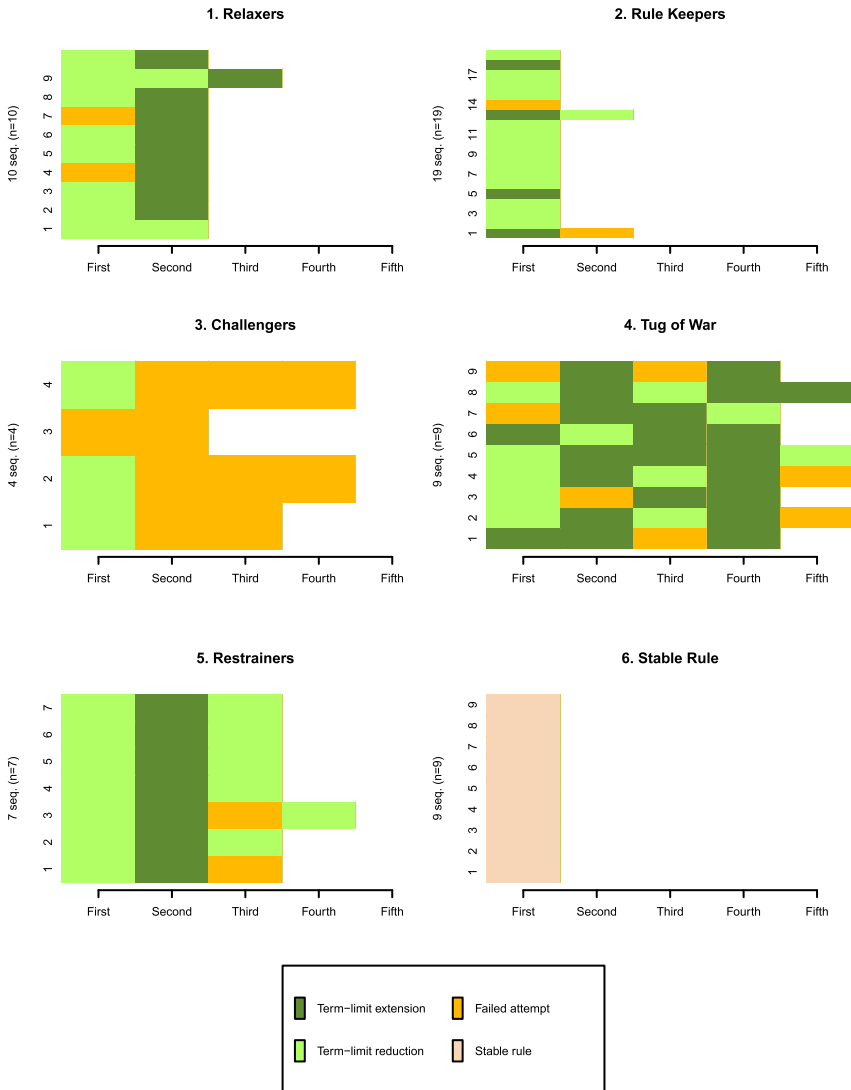 1. Relaxers
10 seq. (n=10)
9
8
7
6
5
4
3
2
1
First Second Third Fourth Fifth
2. Rule Keepers
19 seq. (n=19)
17
14
11
9
7
5
3
1
First Second Third Fourth Fifth
3. Challengers
4 seq. (n=4)
4
3
2
1
First Second Third Fourth Fifth
4. Tug of War
9 seq. (n=9)
9
8
7
6
5
4
3
2
1
First Second Third Fourth Fifth
5. Restrainers
7 seq. (n=7)
7
6
5
4
3
2
1
First Second Third Fourth Fifth
6. Stable Rule
9 seq. (n=9)
9
8
7
6
5
4
3
2
1
First Second Third Fourth Fifth
Term−limit extension
Failed attempt
Term−limit reduction
Stable rule